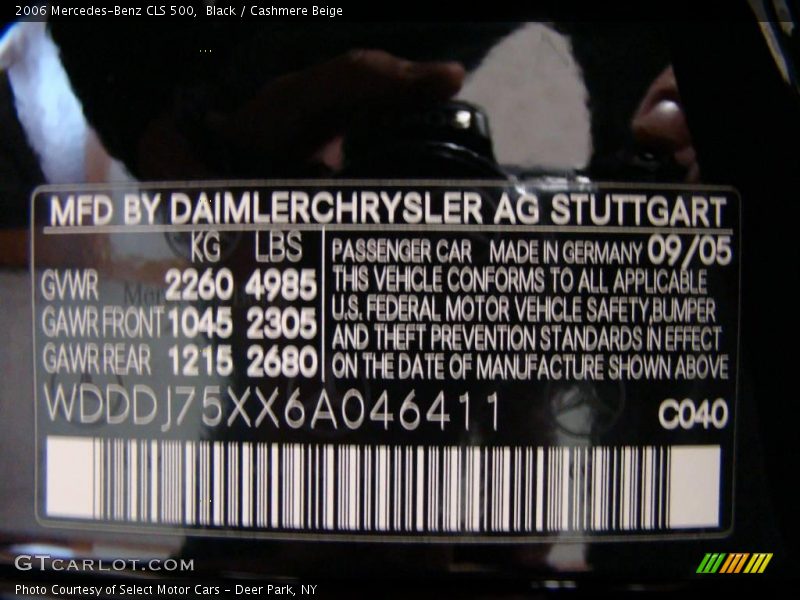 2006 Mercedes-Benz CLS 500,  Black / Cashmere Beige
MFD BY DAIMLERCHRYSLER AG STUTTGART
KG LBS
GVWR 2260 4985
GAWR FRONT 1045 2305
GAWR REAR 1215 2680
PASSENGER CAR MADE IN GERMANY 09/05
THIS VEHICLE CONFORMS TO ALL APPLICABLE
U.S. FEDERAL MOTOR VEHICLE SAFETY,BUMPER
AND THEFT PREVENTION STANDARDS IN EFFECT
ON THE DATE OF MANUFACTURE SHOWN ABOVE
WDDDJ75XX6A046411 C040
GTCARLOT.COM
Photo Courtesy of Select Motor Cars - Deer Park, NY